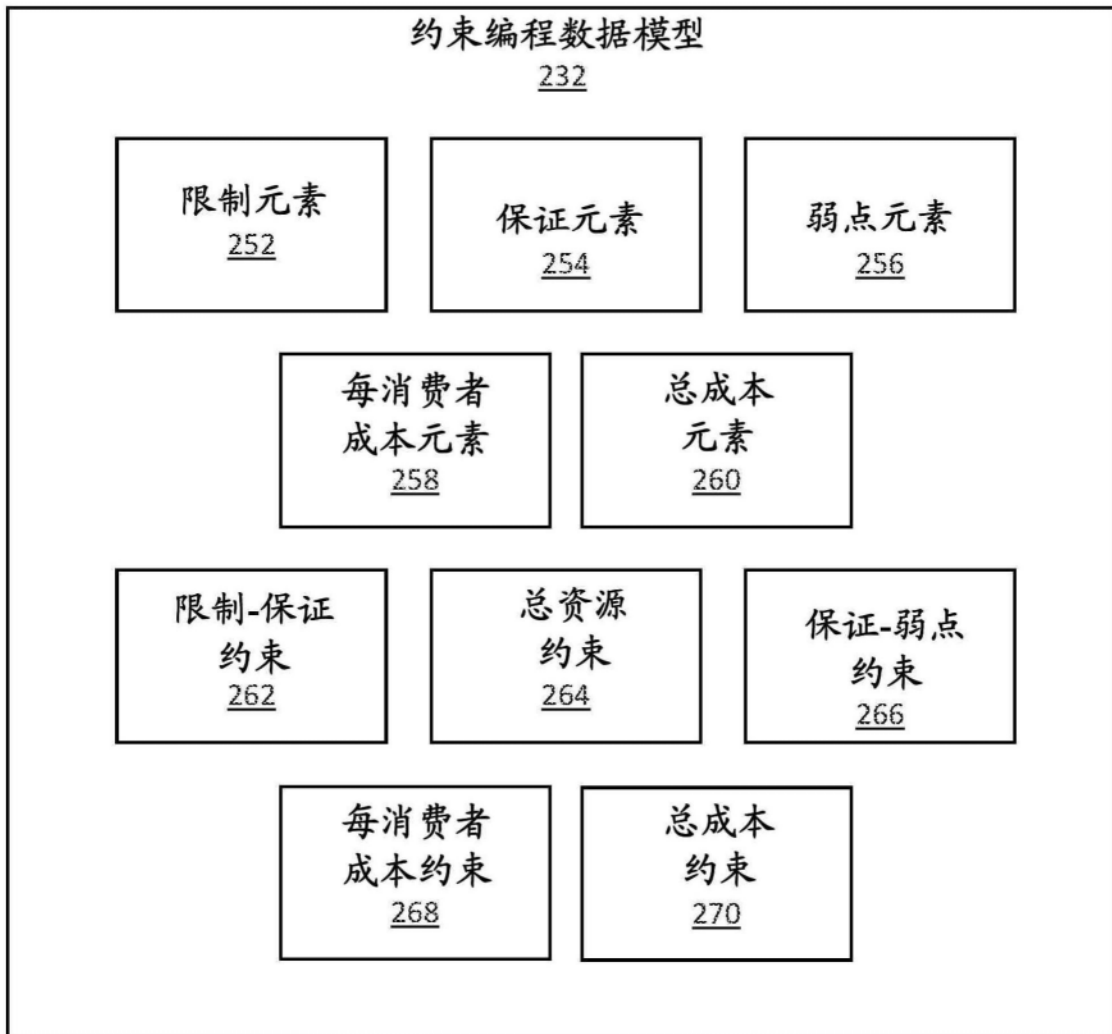 约束编程数据模型
232
限制元素
252
保证元素
254
弱点元素
256
每消费者
成本元素
258
总成本
元素
260
限制-保证
约束
262
总资源
约束
264
保证-弱点
约束
266
每消费者
成本约束
268
总成本
约束
270